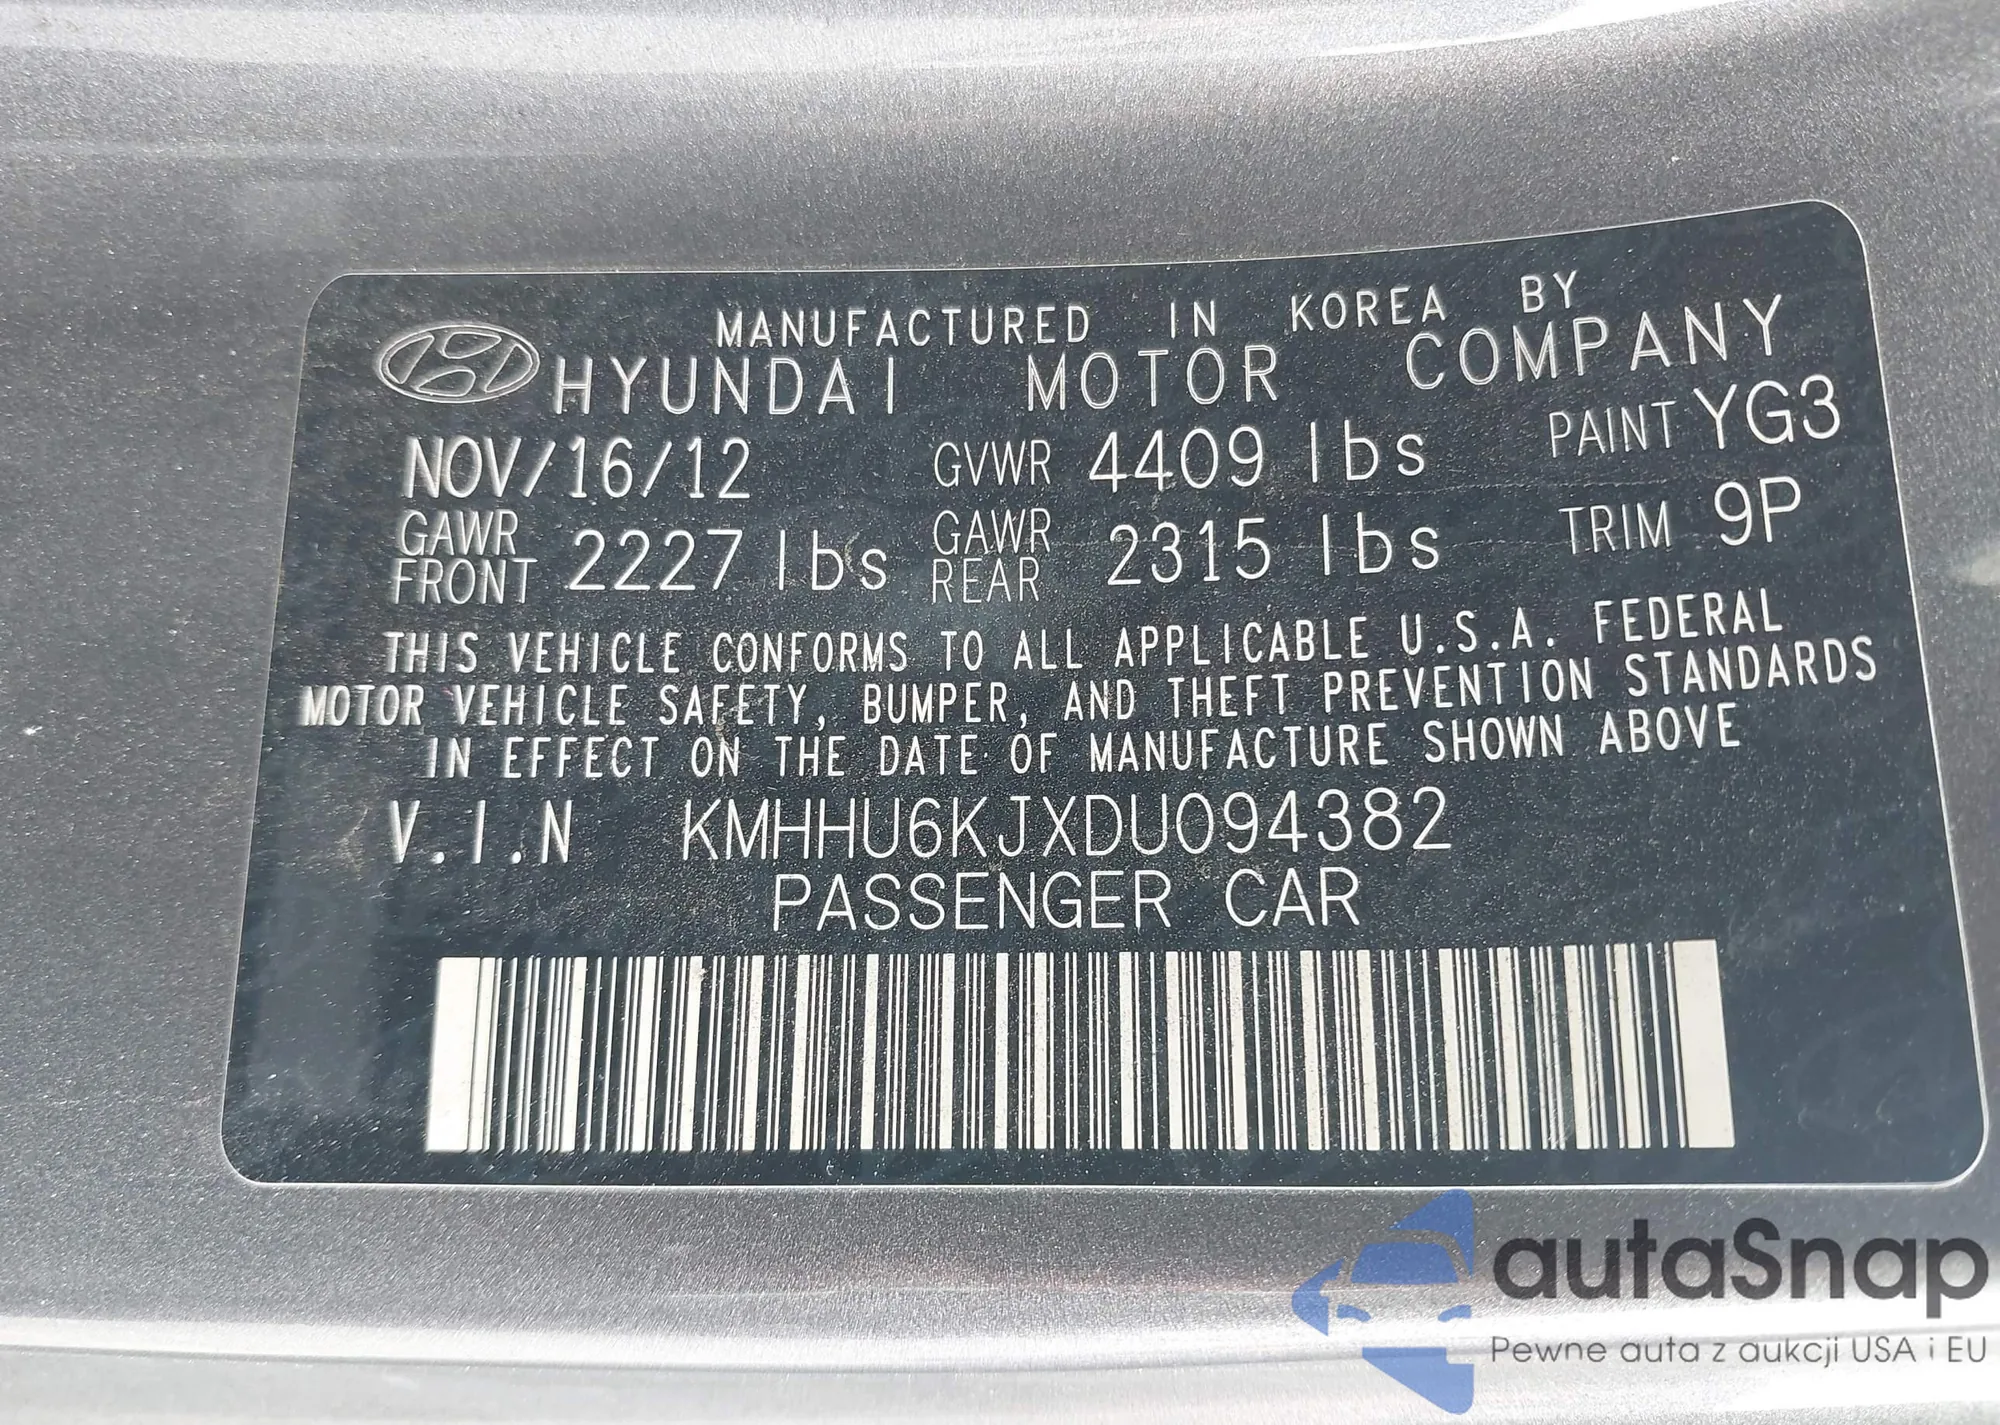 MANUFACTURED IN KOREA BY
HYUNDAI MOTOR COMPANY
NOV/16/12 GVWR 4409 lbs PAINT YG3
GAWR FRONT 2227 lbs GAWR REAR 2315 lbs TRIM 9P
THIS VEHICLE CONFORMS TO ALL APPLICABLE U.S.A. FEDERAL
MOTOR VEHICLE SAFETY, BUMPER, AND THEFT PREVENTION STANDARDS
IN EFFECT ON THE DATE OF MANUFACTURE SHOWN ABOVE
V.I.N KMHHU6KJXDU094382
PASSENGER CAR
autaSnap
Pewne auta z aukcji USA i EU